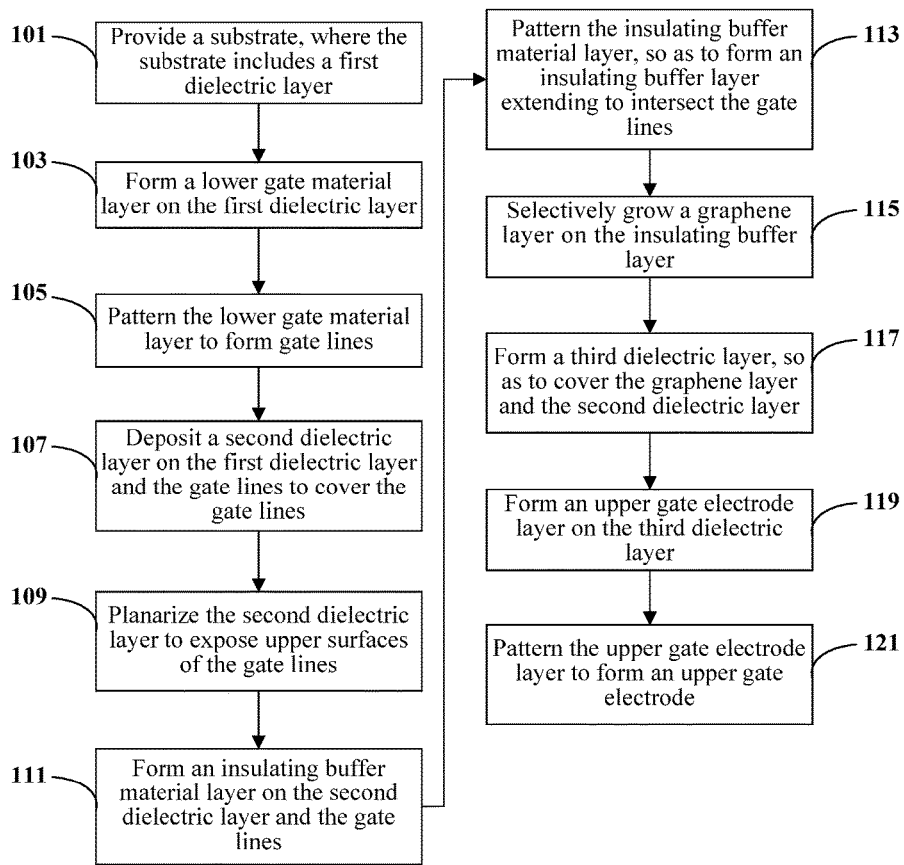 101
Provide a substrate, where the
substrate includes a first
dielectric layer
103
Form a lower gate material
layer on the first dielectric layer
105
Pattern the lower gate material
layer to form gate lines
107
Deposit a second dielectric
layer on the first dielectric layer
and the gate lines to cover the
gate lines
109
Planarize the second dielectric
layer to expose upper surfaces
of the gate lines
111
Form an insulating buffer
material layer on the second
dielectric layer and the gate
lines
Pattern the insulating buffer
material layer, so as to form an
insulating buffer layer
extending to intersect the gate
lines
113
Selectively grow a graphene
layer on the insulating buffer
layer
115
Form a third dielectric layer, so
as to cover the graphene layer
and the second dielectric layer
117
Form an upper gate electrode
layer on the third dielectric
layer
119
Pattern the upper gate electrode
layer to form an upper gate
electrode
121